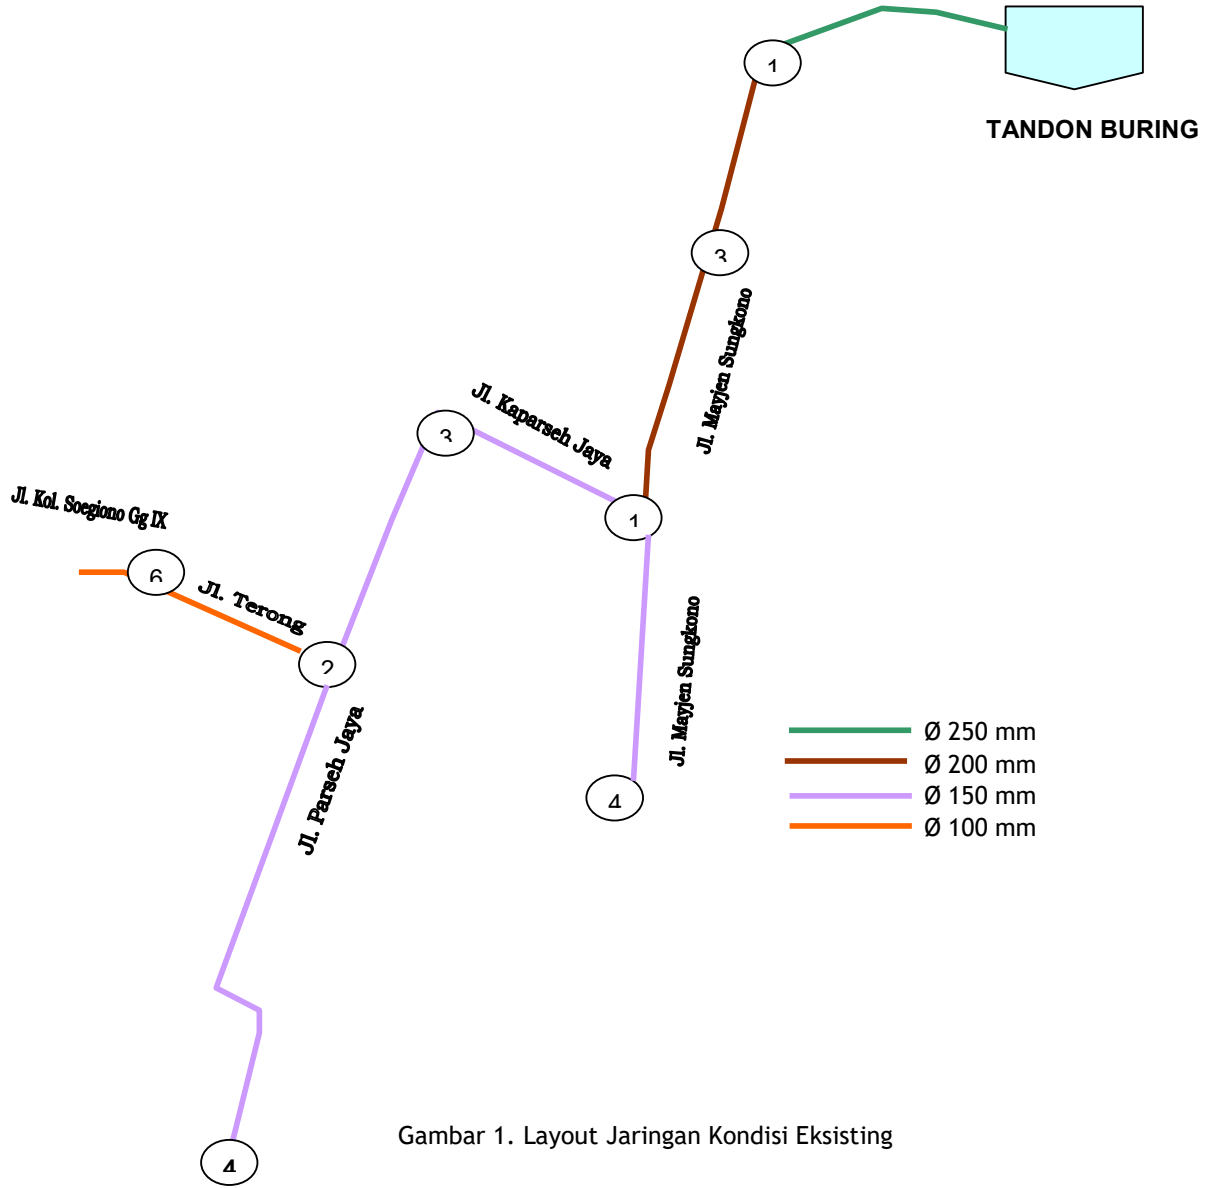 1
TANDON BURING
3
Jl. Mayjen Sungkono
Jl. Kaparseh Jaya
3
Jl. Kol. Soegiono Gg IX
1
6
Jl. Terong
2
Jl. Mayjen Sungkono
Jl. Parseh Jaya
Ø 250 mm
Ø 200 mm
4
Ø 150 mm
Ø 100 mm
Gambar 1. Layout Jaringan Kondisi Eksisting
4